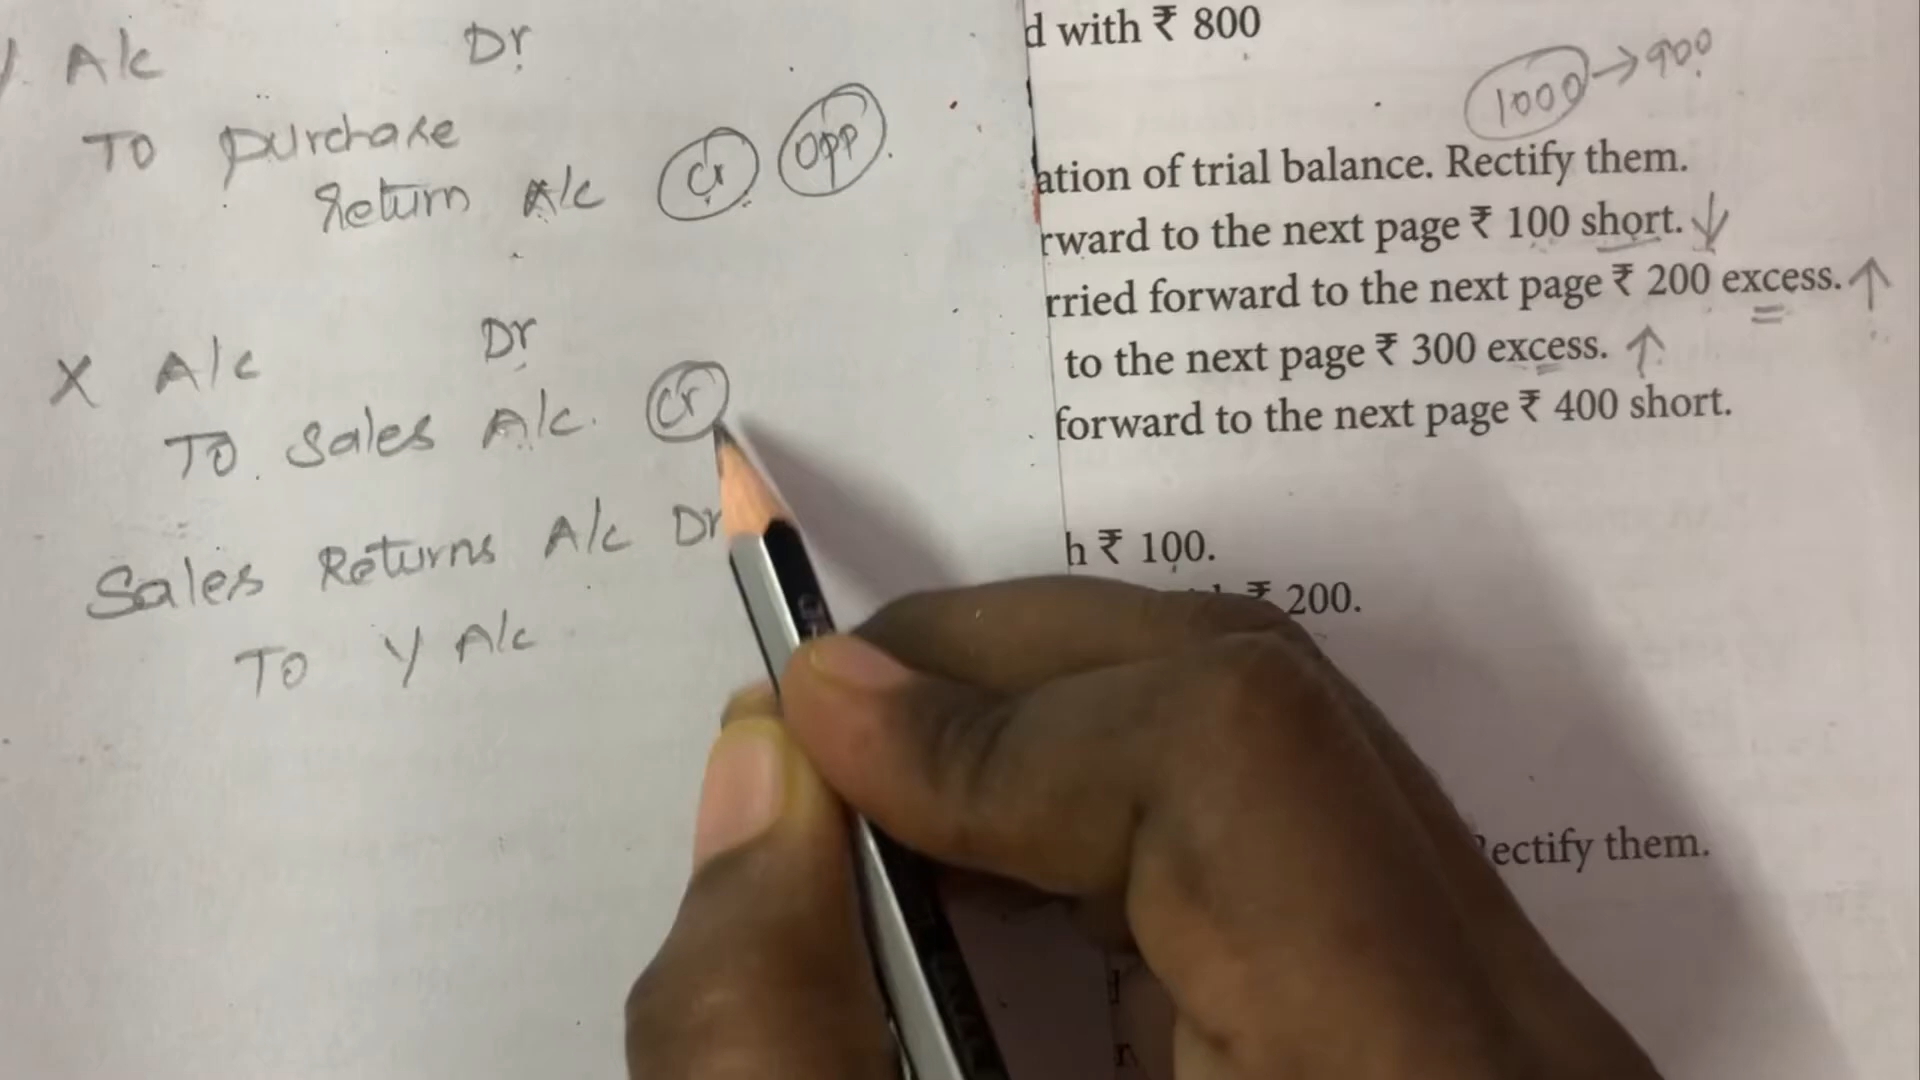 Y A/c Dr
To purchase
Return A/c Cr Opp
X A/c Dr
To Sales A/c. Cr
Sales Returns A/c Dr
To Y A/c
d with ₹ 800
1000 → 900
ation of trial balance. Rectify them.
rward to the next page ₹ 100 short. ↓
rried forward to the next page ₹ 200 excess. ↑
to the next page ₹ 300 excess. ↑
forward to the next page ₹ 400 short.
h ₹ 100.
₹ 200.
Rectify them.